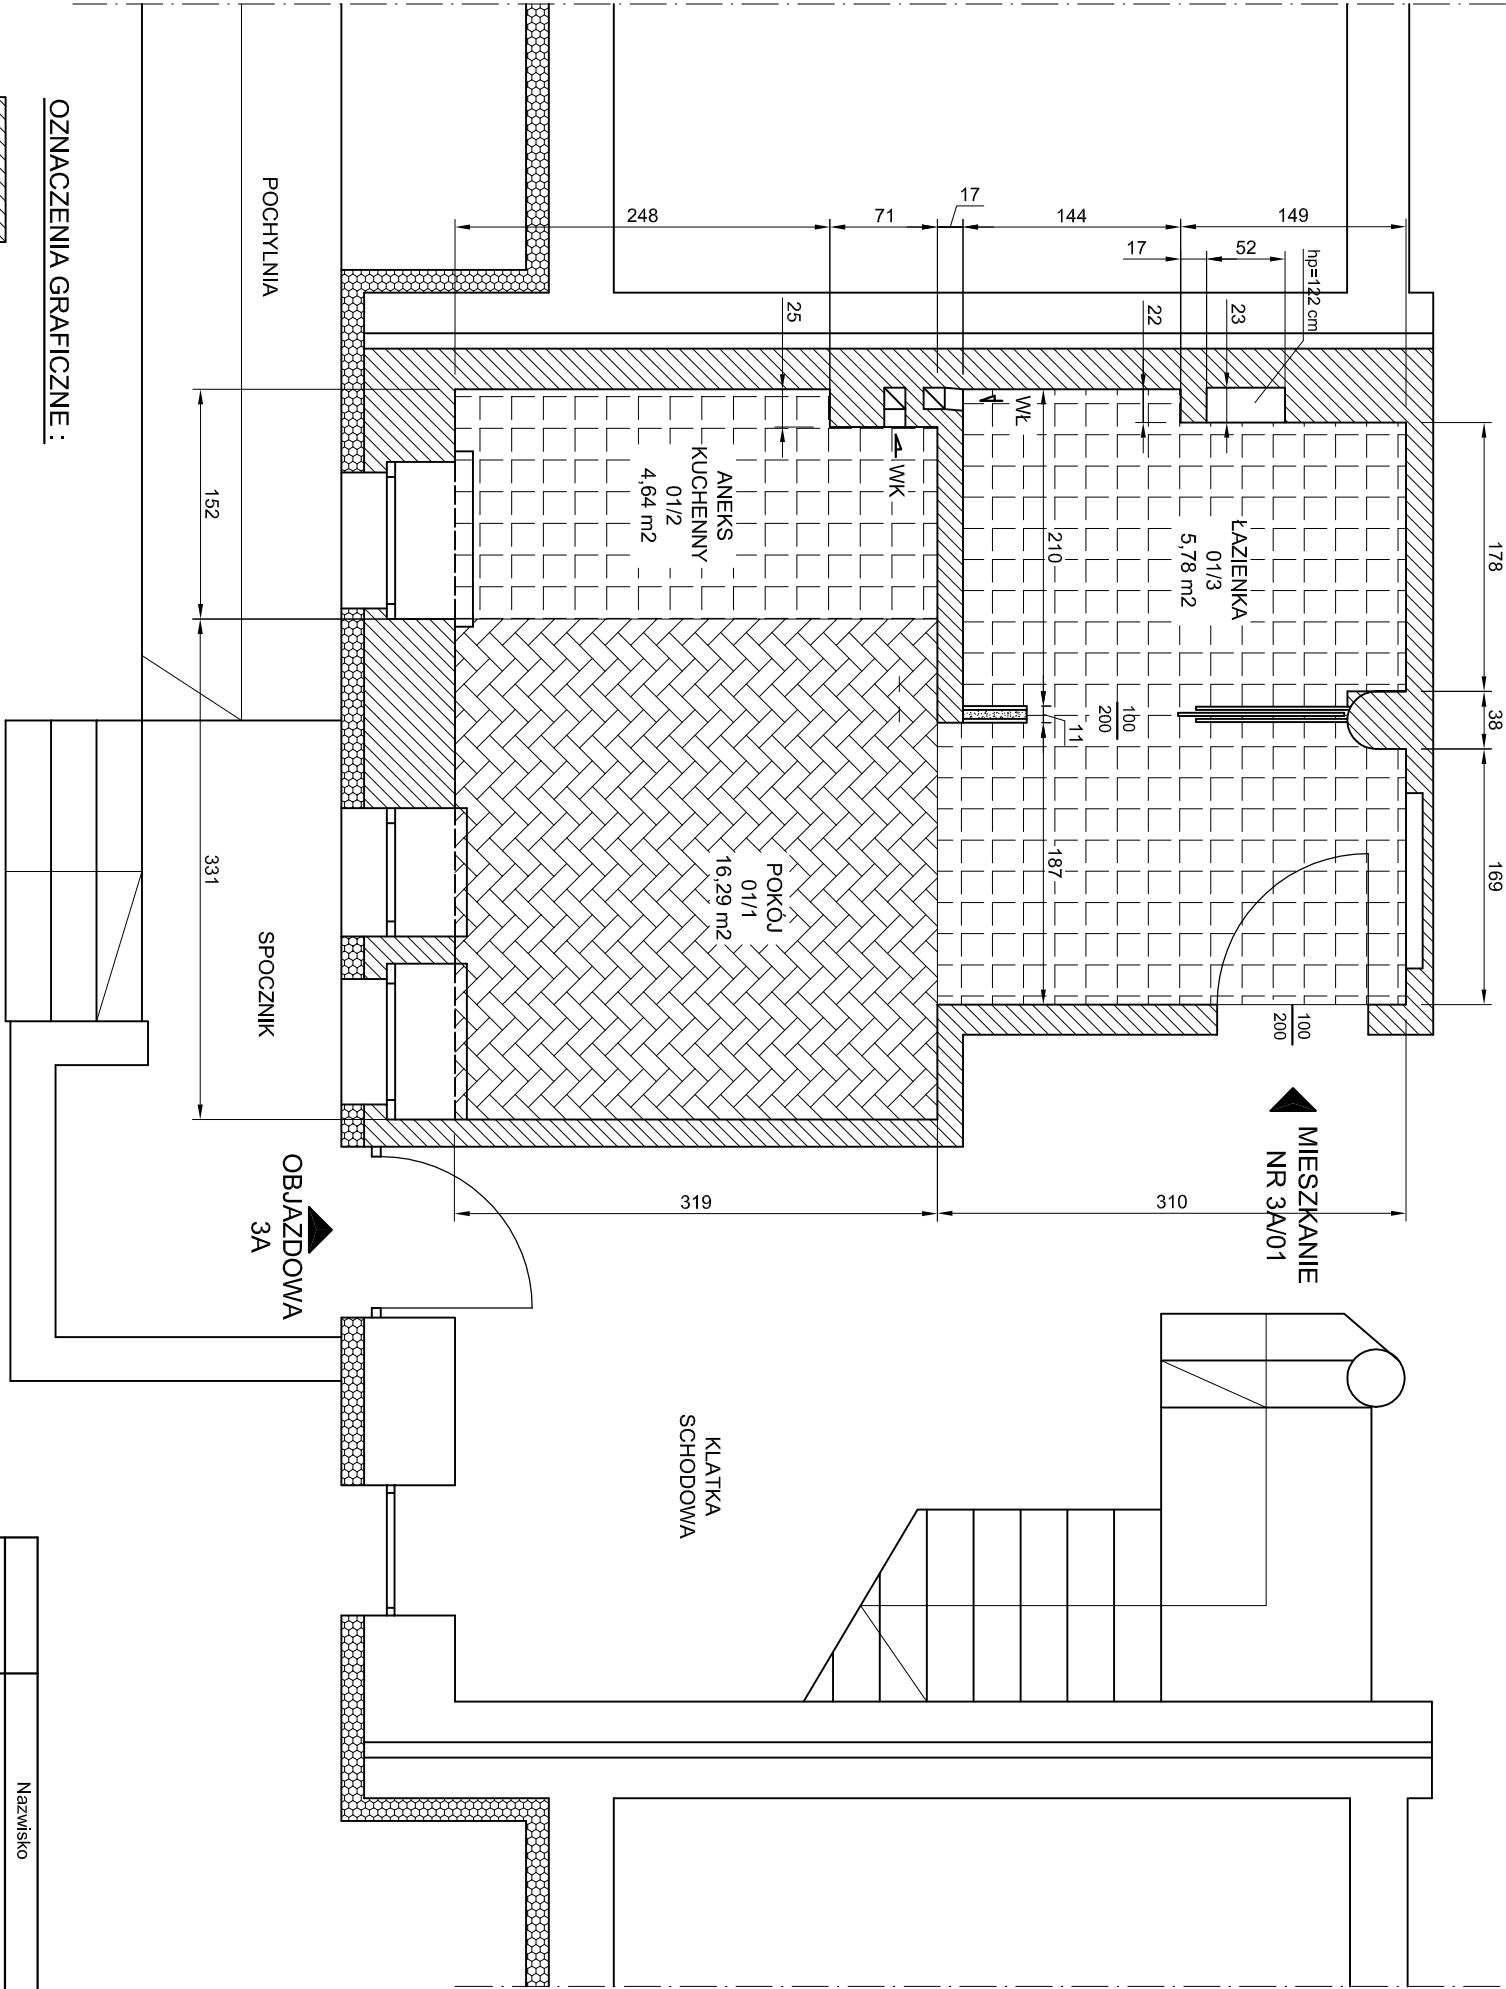 178
38
169
149
144
17
71
248
17
52
hp=122 cm
23
22
25
WŁ
WK
210
187
11
100
200
ŁAZIENKA
01/3
5,78 m2
ANEKS
KUCHENNY
01/2
4,64 m2
POKÓJ
01/1
16,29 m2
100
200
MIESZKANIE
NR 3A/01
310
319
152
331
KLATKA
SCHODOWA
OBJAZDOWA
3A
POCHYLNIA
SPOCZNIK
OZNACZENIA GRAFICZNE :
Nazwisko